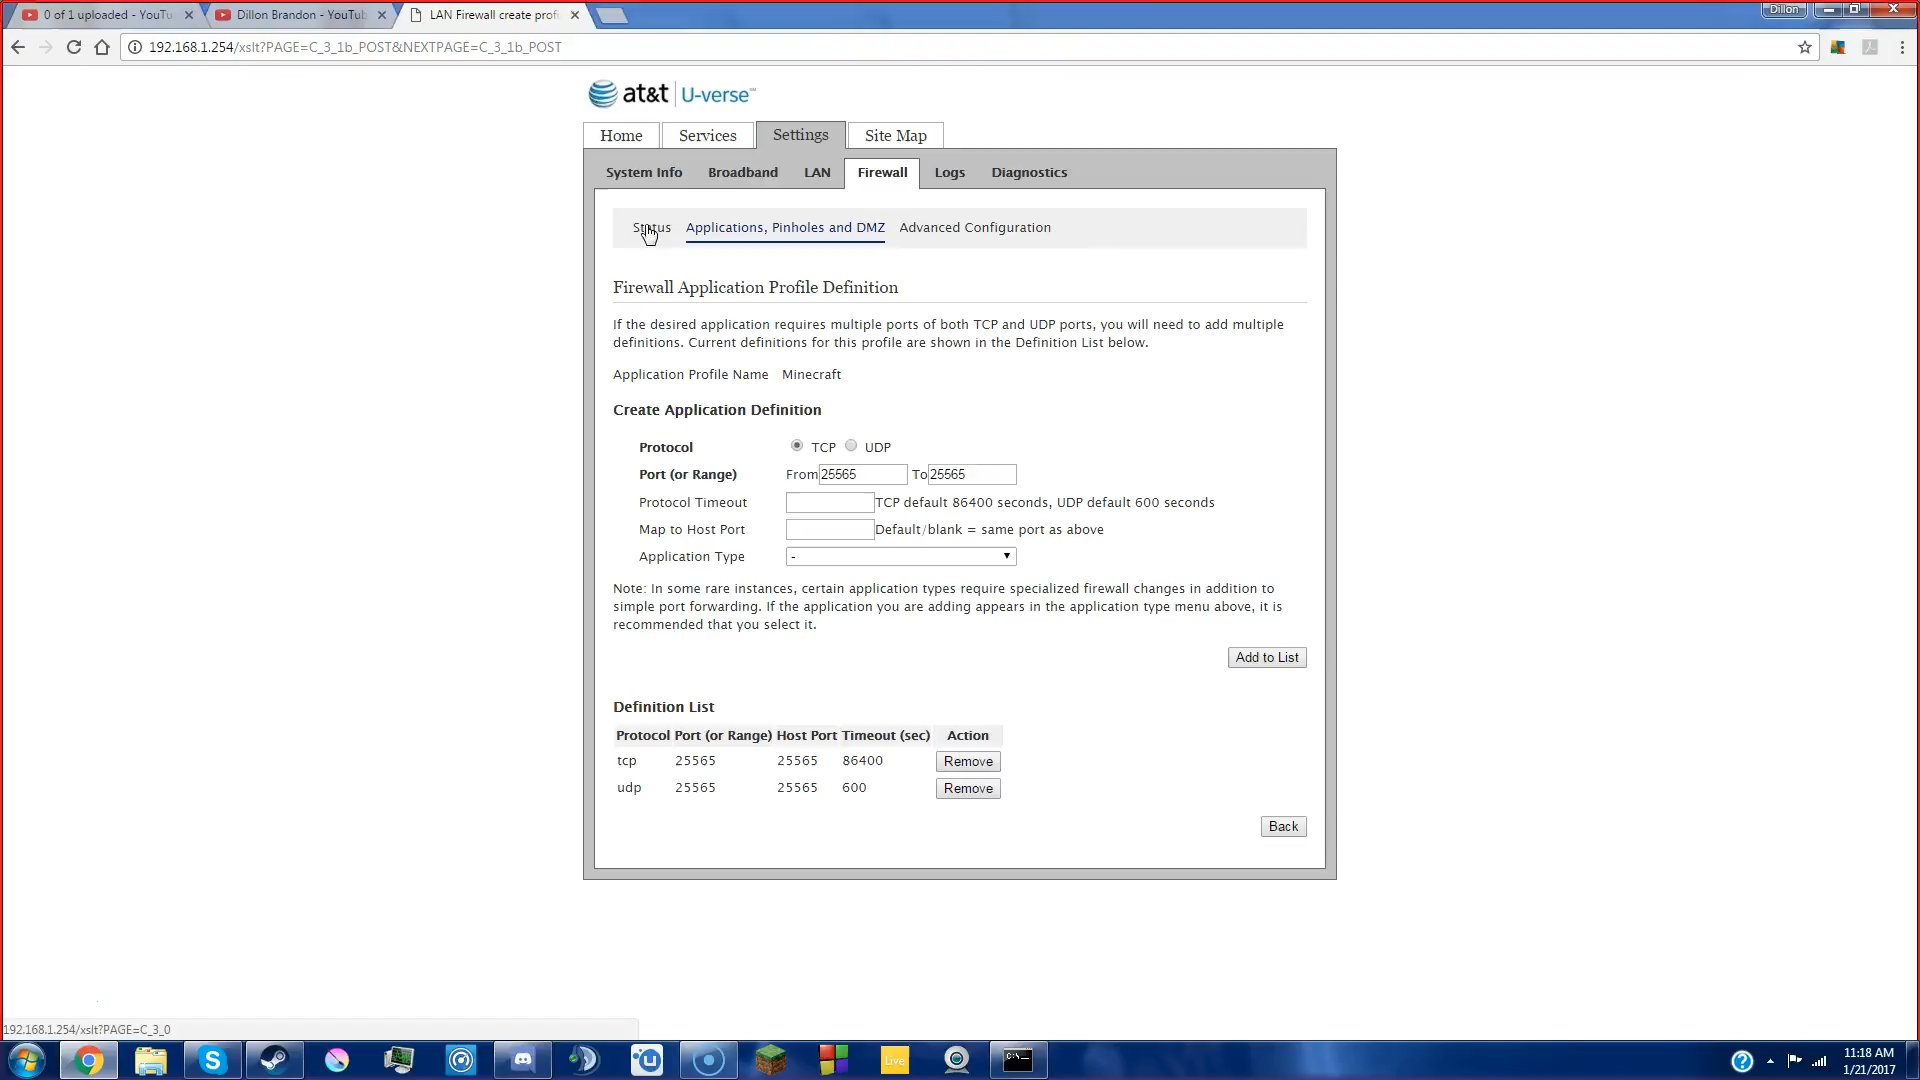 0 of 1 uploaded - YouTu
Dillon Brandon - YouTub
LAN Firewall create prof
Dillon
192.168.1.254/xslt?PAGE=C_3_1b_POST&NEXTPAGE=C_3_1b_POST
at&t U-verse℠
Home Services Settings Site Map
System Info Broadband LAN Firewall Logs Diagnostics
Status Applications, Pinholes and DMZ Advanced Configuration
Firewall Application Profile Definition
If the desired application requires multiple ports of both TCP and UDP ports, you will need to add multiple
definitions. Current definitions for this profile are shown in the Definition List below.
Application Profile Name Minecraft
Create Application Definition
Protocol TCP UDP
Port (or Range) From 25565 To 25565
Protocol Timeout TCP default 86400 seconds, UDP default 600 seconds
Map to Host Port Default/blank = same port as above
Application Type -
Note: In some rare instances, certain application types require specialized firewall changes in addition to
simple port forwarding. If the application you are adding appears in the application type menu above, it is
recommended that you select it.
Add to List
Definition List
Protocol Port (or Range) Host Port Timeout (sec) Action
tcp 25565 25565 86400 Remove
udp 25565 25565 600 Remove
Back
192.168.1.254/xslt?PAGE=C_3_0
Live
C:\
11:18 AM
1/21/2017